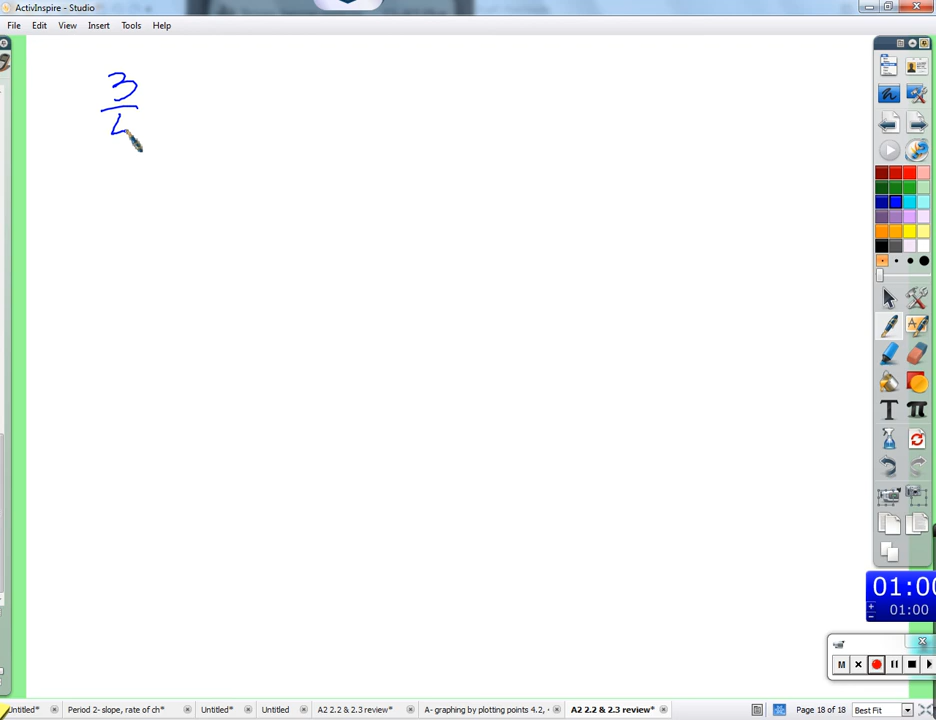 ActivInspire - Studio
File Edit View Insert Tools Help
3
01:00
01:00
M
Untitled* Period 2- slope, rate of ch* Untitled* Untitled A2 2.2 & 2.3 review* A- graphing by plotting points 4.2, A2 2.2 & 2.3 review* Page 18 of 18 Best Fit